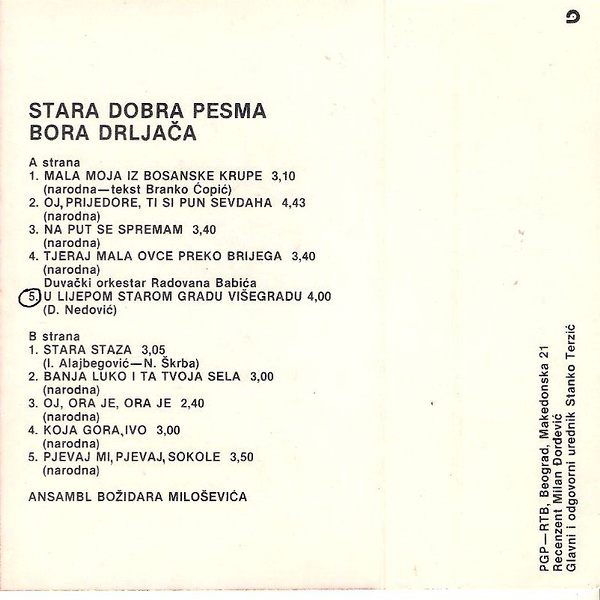 STARA DOBRA PESMA
BORA DRLJAČA
A strana
1. MALA MOJA IZ BOSANSKE KRUPE 3,10
(narodna—tekst Branko Ćopić)
2. OJ, PRIJEDORE, TI SI PUN SEVDAHA 4,43
(narodna)
3. NA PUT SE SPREMAM 3,40
(narodna)
4. TJERAJ MALA OVCE PREKO BRIJEGA 3,40
(narodna)
Duvački orkestar Radovana Babića
5. U LIJEPOM STAROM GRADU VIŠEGRADU 4,00
(D. Nedović)
B strana
1. STARA STAZA 3,05
(I. Alajbegović—N. Škrba)
2. BANJA LUKO I TA TVOJA SELA 3,00
(narodna)
3. OJ, ORA JE, ORA JE 2,40
(narodna)
4. KOJA GORA, IVO 3,00
(narodna)
5. PJEVAJ MI, PJEVAJ, SOKOLE 3,50
(narodna)
ANSAMBL BOŽIDARA MILOŠEVIĆA
PGP—RTB, Beograd, Makedonska 21
Recenzent Milan Đorđević
Glavni i odgovorni urednik Stanko Terzić